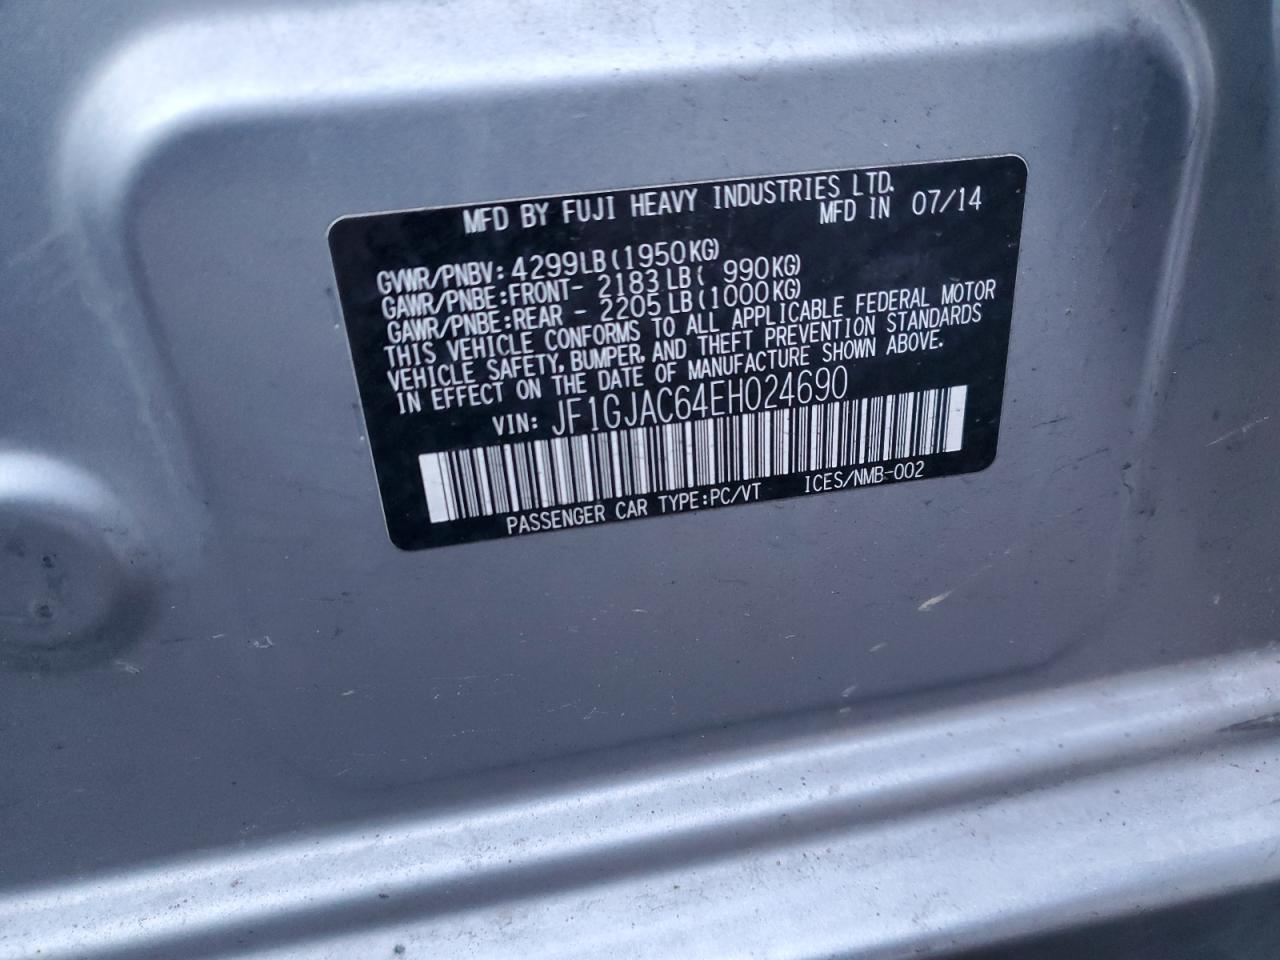 MFD BY FUJI HEAVY INDUSTRIES LTD.
MFD IN 07/14
GVWR/PNBV: 4299LB(1950KG)
GAWR/PNBE:FRONT- 2183LB( 990KG)
GAWR/PNBE:REAR - 2205LB(1000KG)
THIS VEHICLE CONFORMS TO ALL APPLICABLE FEDERAL MOTOR
VEHICLE SAFETY, BUMPER, AND THEFT PREVENTION STANDARDS
IN EFFECT ON THE DATE OF MANUFACTURE SHOWN ABOVE.
VIN: JF1GJAC64EH024690
PASSENGER CAR TYPE:PC/VT ICES/NMB-002